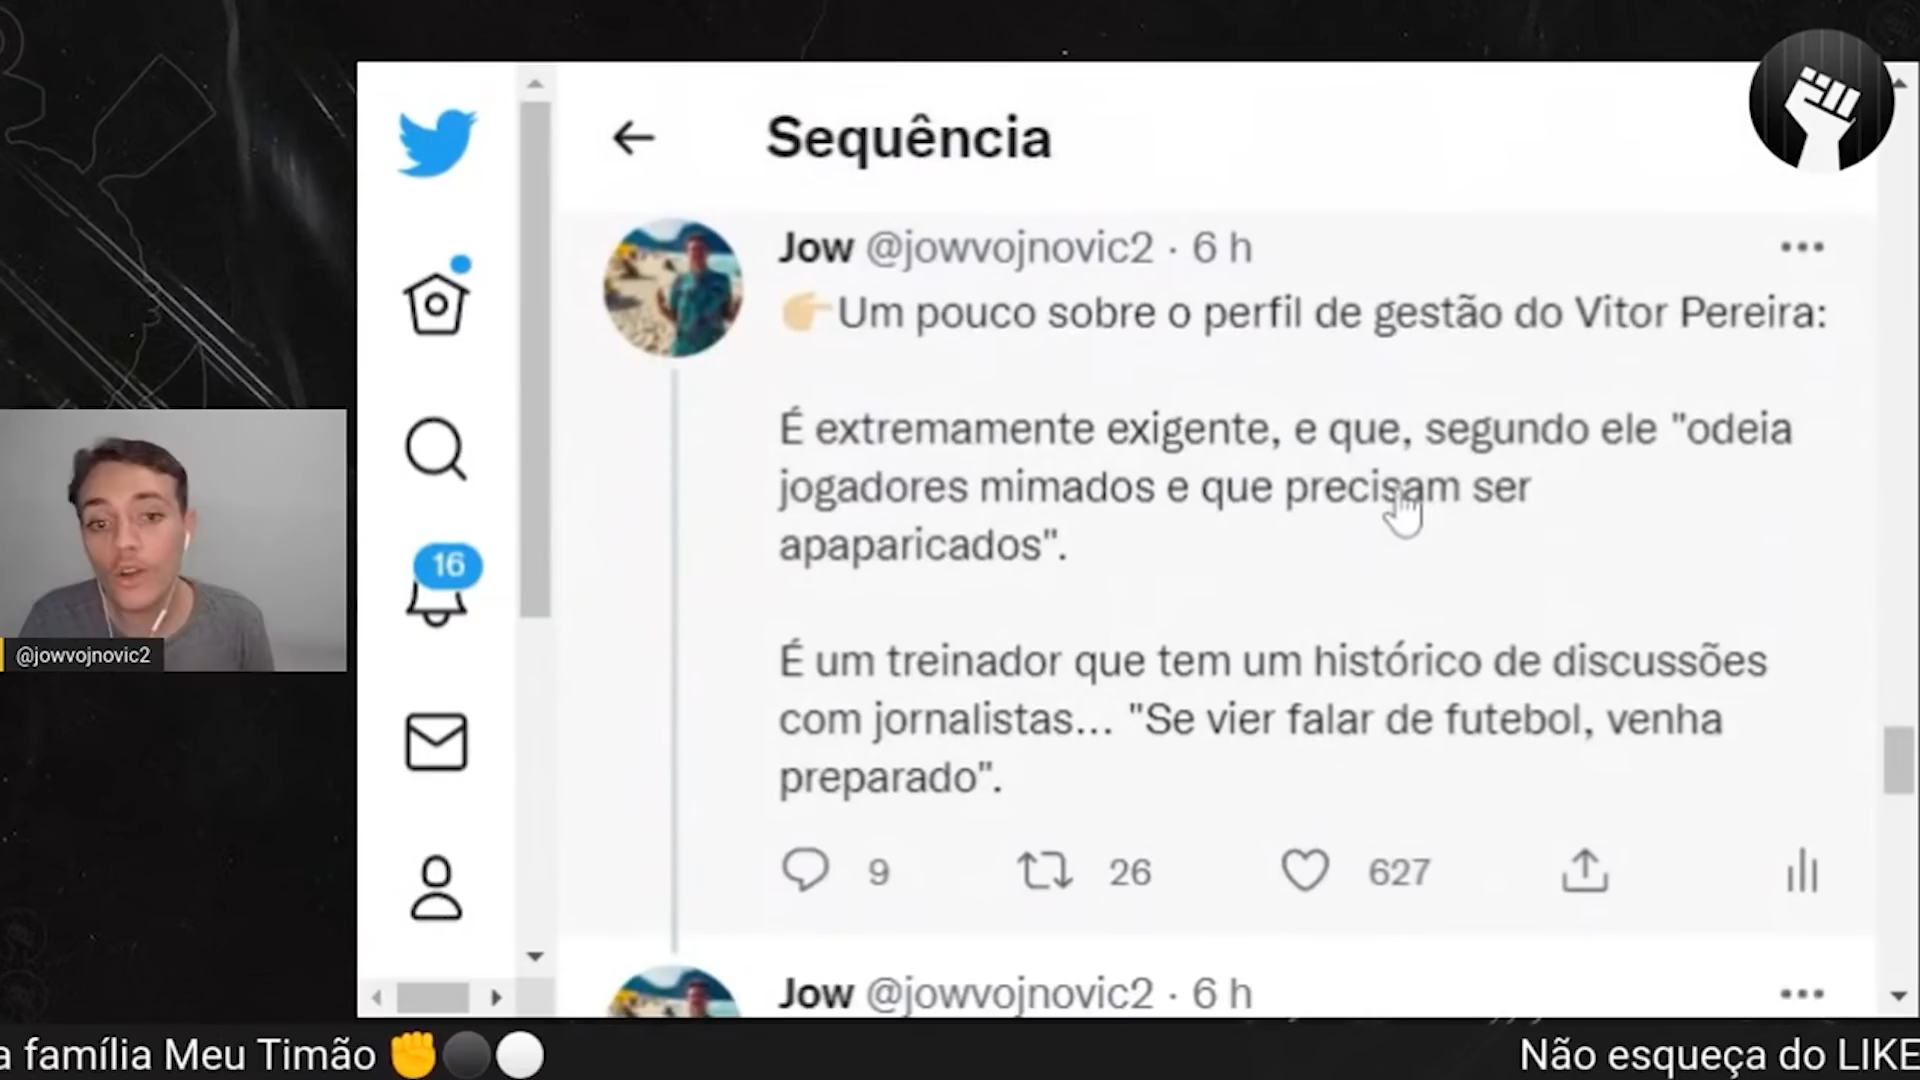 Sequência
Jow @jowvojnovic2 · 6 h
👉Um pouco sobre o perfil de gestão do Vitor Pereira:
É extremamente exigente, e que, segundo ele "odeia
jogadores mimados e que precisam ser
apaparicados".
É um treinador que tem um histórico de discussões
com jornalistas... "Se vier falar de futebol, venha
preparado".
9 26 627
16
@jowvojnovic2
Jow @jowvojnovic2 · 6 h
a família Meu Timão ✊⚫⚪
Não esqueça do LIKE